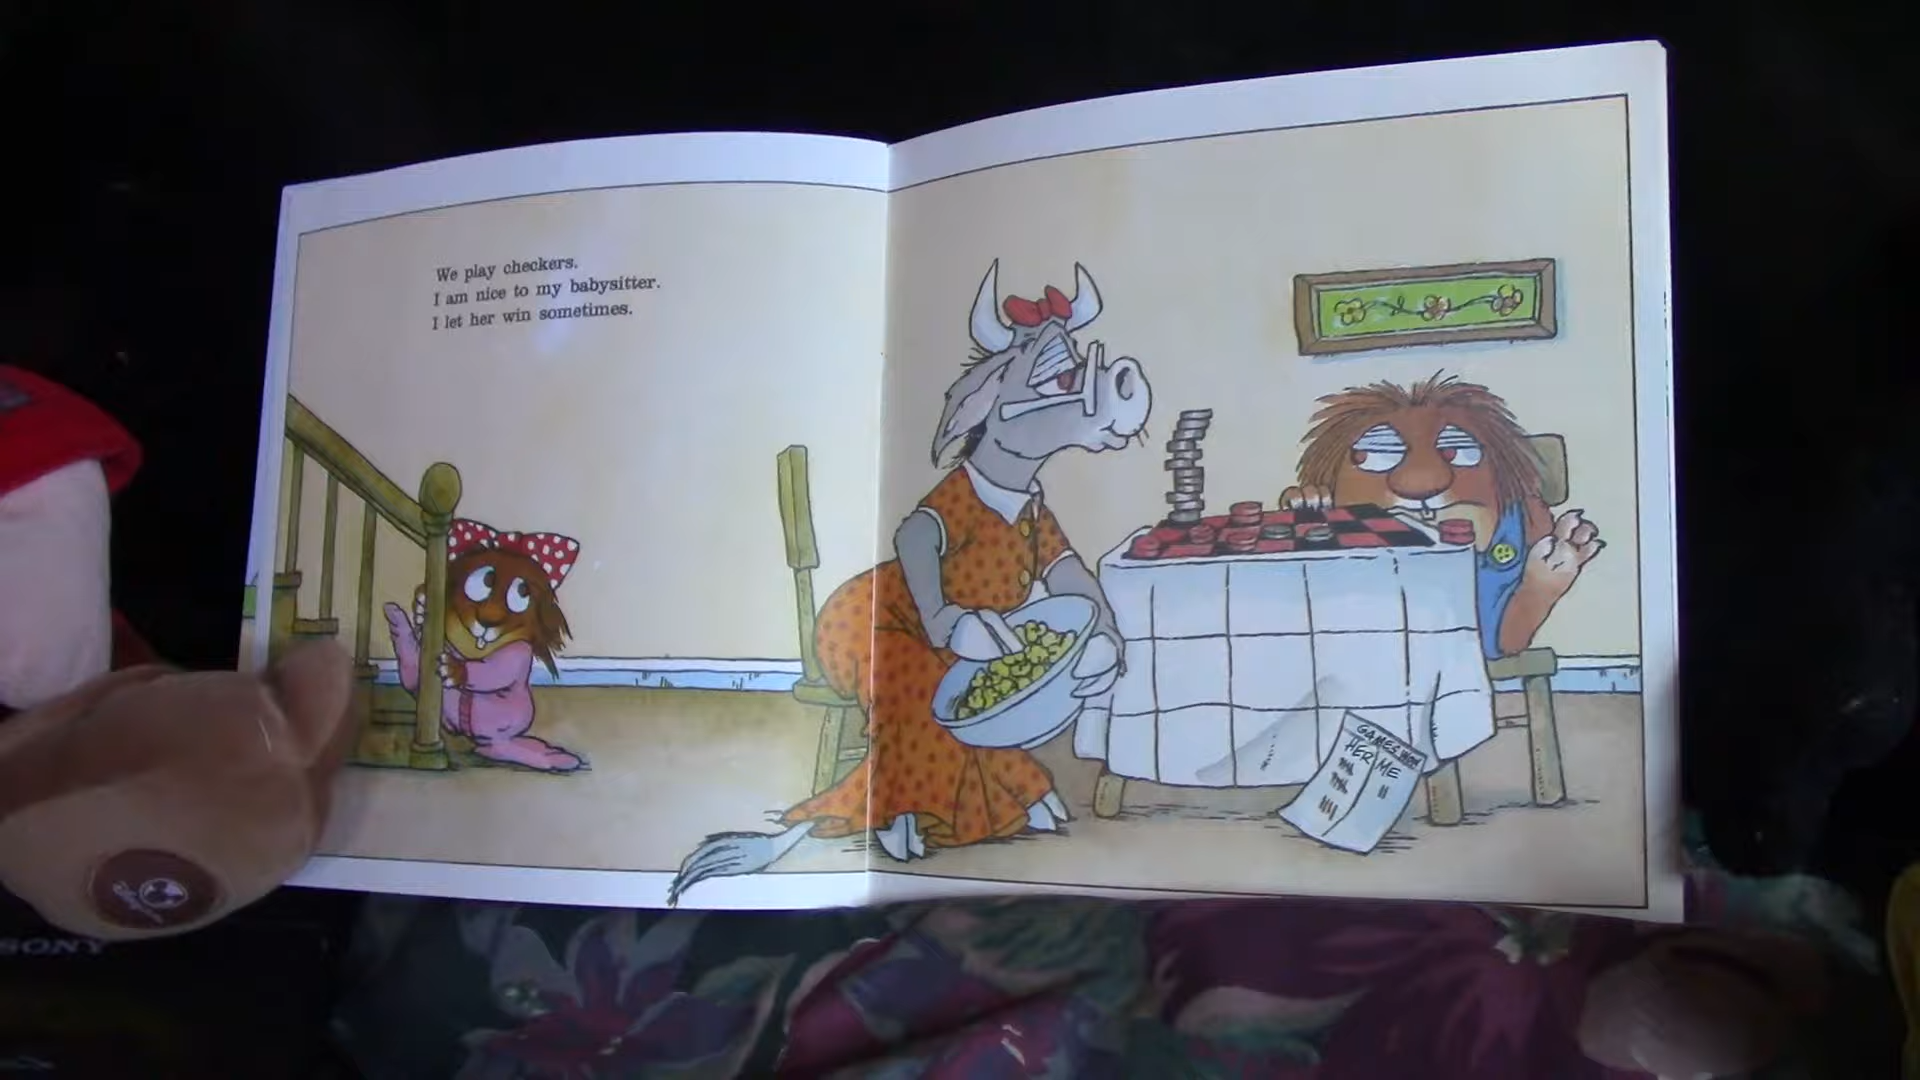 We play checkers.
I am nice to my babysitter.
I let her win sometimes.
GAMES WON
HER ME
SONY